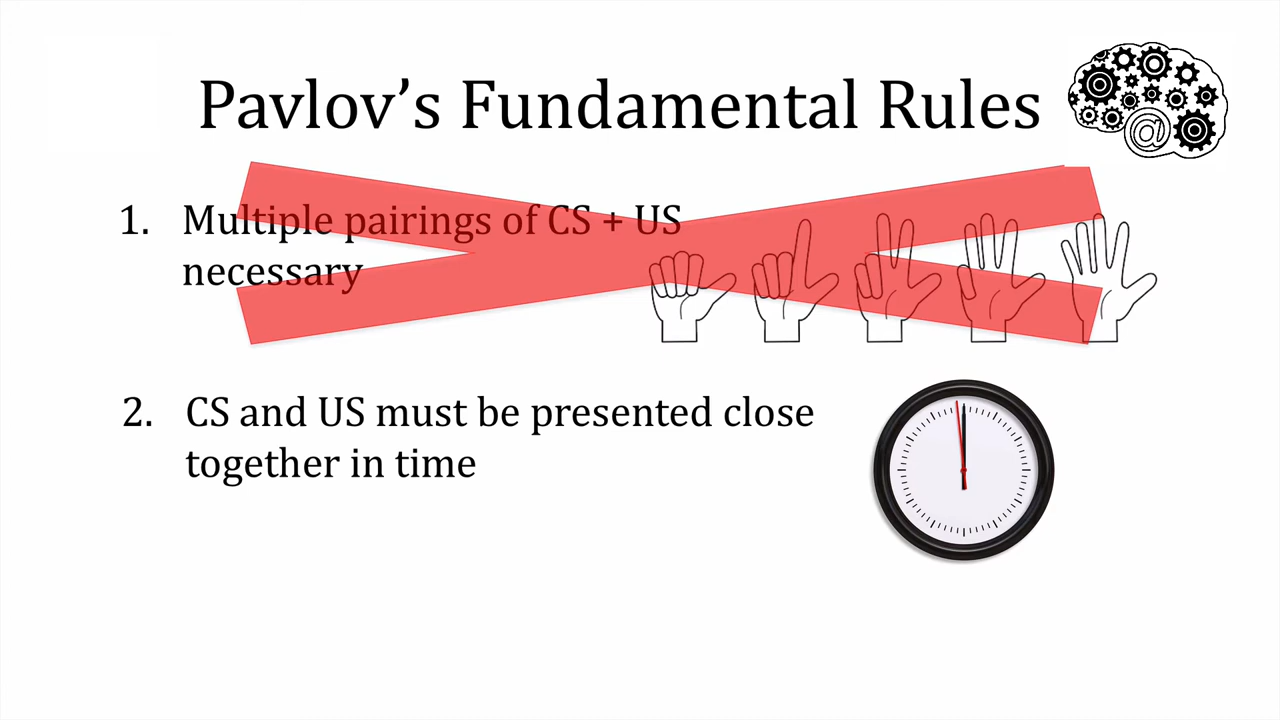 Pavlov’s Fundamental Rules
@
1. Multiple pairings of CS + US
necessary
2. CS and US must be presented close
together in time